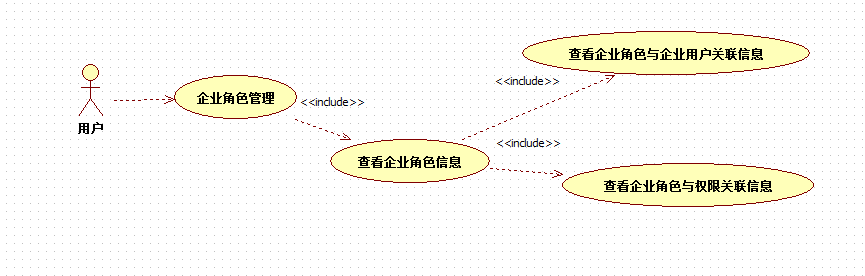 查看企业角色与企业用户关联信息
<<include>>
企业角色管理
<<include>>
用户
<<include>>
查看企业角色信息
查看企业角色与权限关联信息